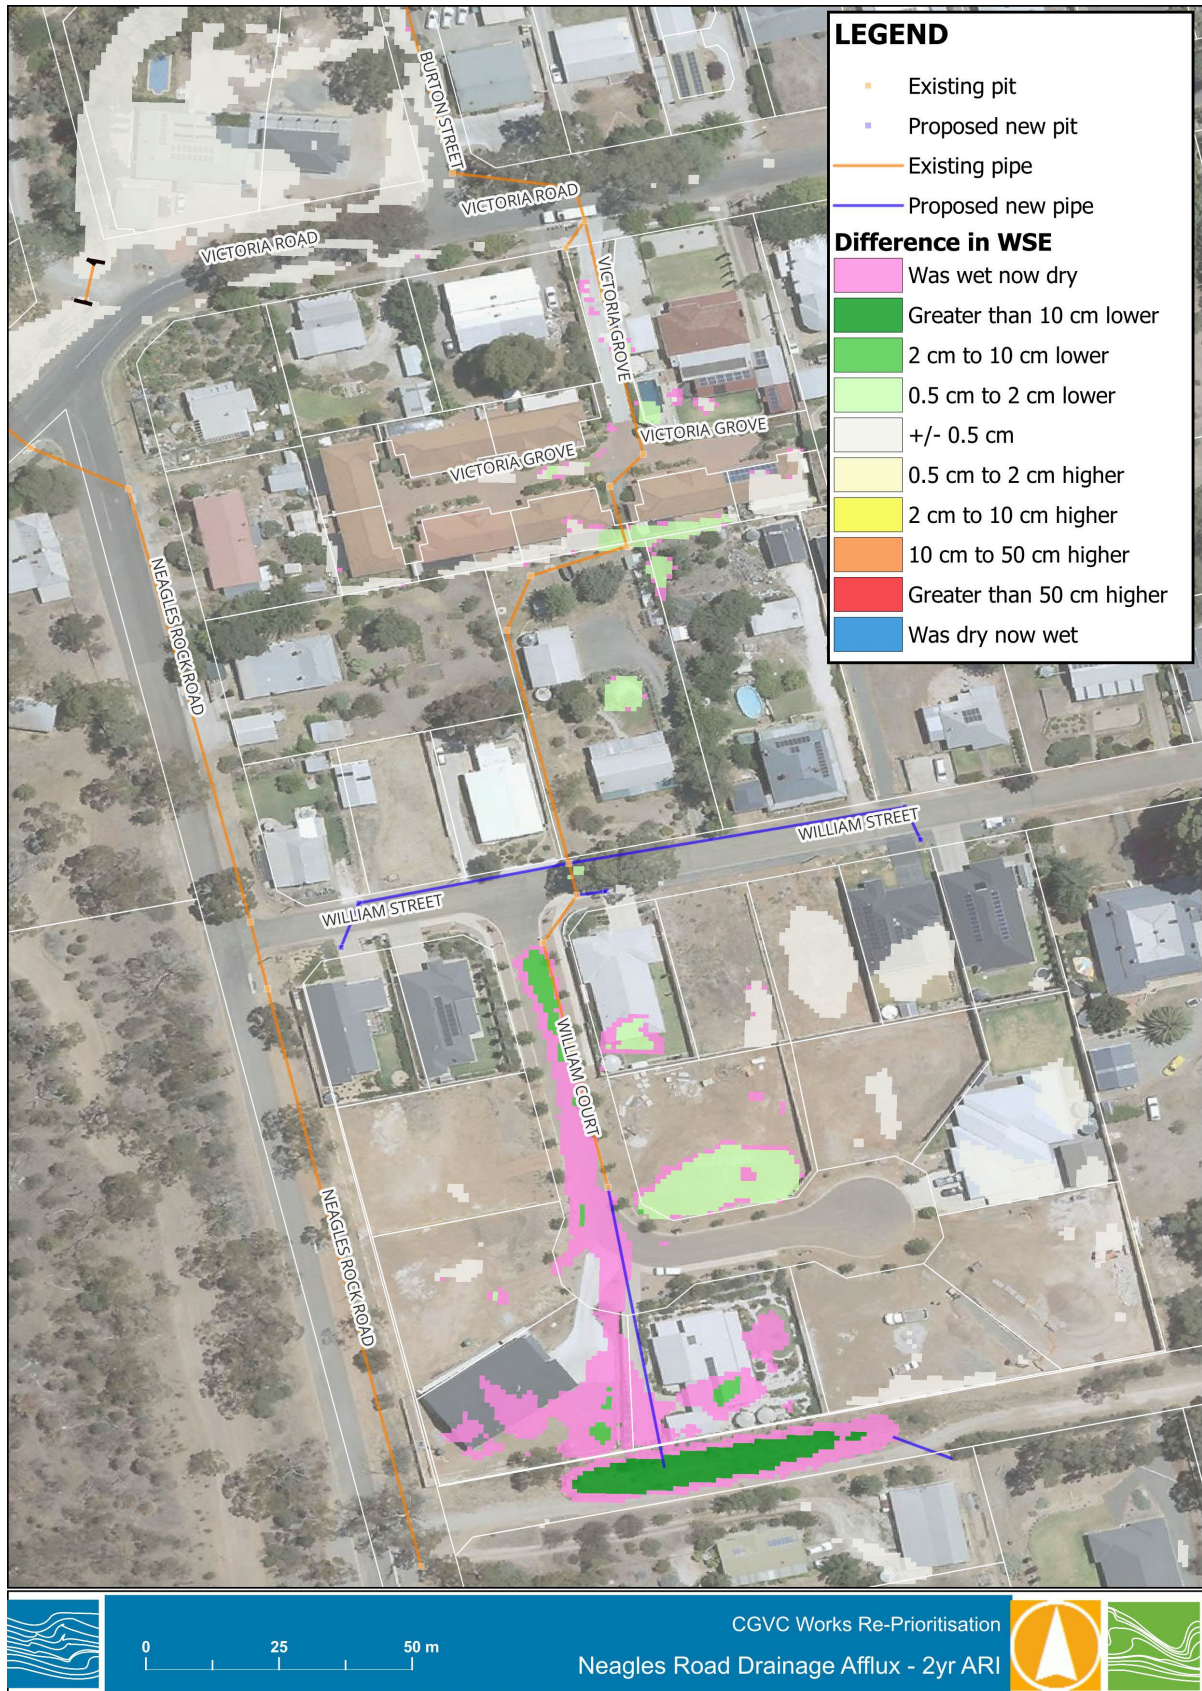 LEGEND
Existing pit
Proposed new pit
Existing pipe
Proposed new pipe
Difference in WSE
Was wet now dry
Greater than 10 cm lower
2 cm to 10 cm lower
0.5 cm to 2 cm lower
+/- 0.5 cm
0.5 cm to 2 cm higher
2 cm to 10 cm higher
10 cm to 50 cm higher
Greater than 50 cm higher
Was dry now wet
BURTON STREET
VICTORIA ROAD
VICTORIA ROAD
VICTORIA GROVE
VICTORIA GROVE
VICTORIA GROVE
NEAGLES ROCK ROAD
WILLIAM STREET
WILLIAM STREET
WILLIAM COURT
NEAGLES ROCK ROAD
0 25 50 m
CGVC Works Re-Prioritisation
Neagles Road Drainage Afflux - 2yr ARI